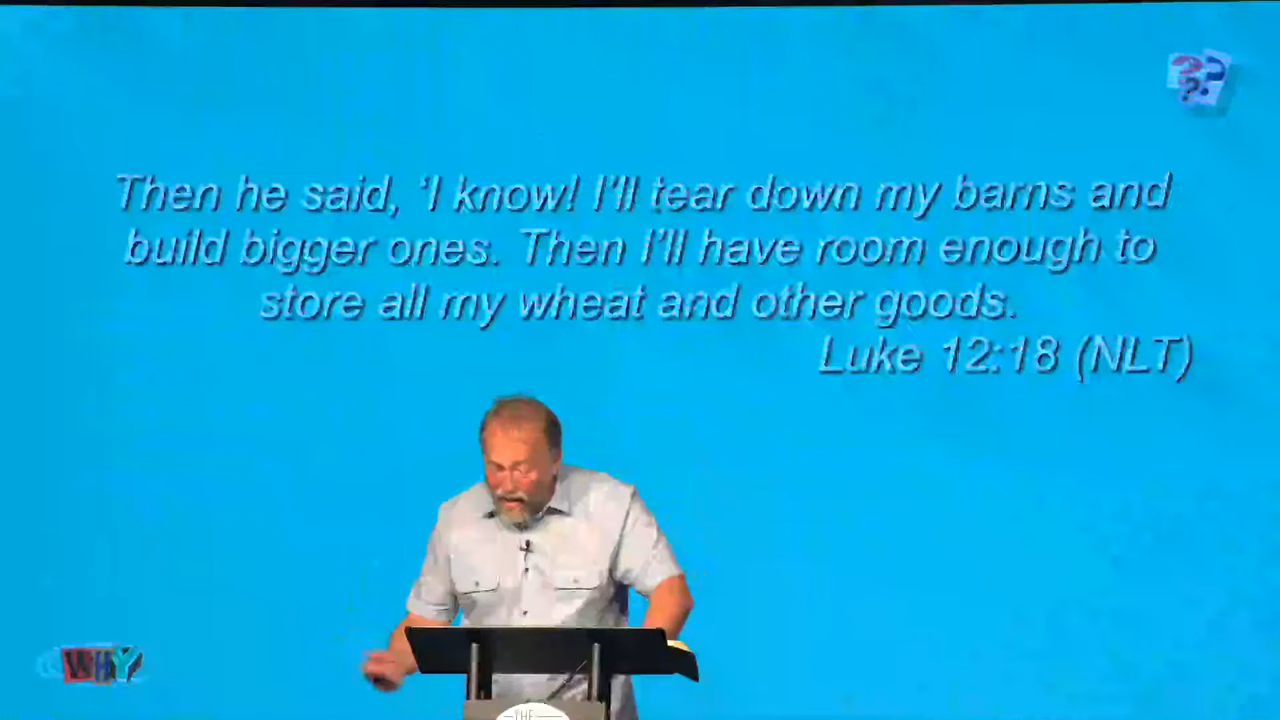 ??
?
Then he said, ‘I know! I’ll tear down my barns and
build bigger ones. Then I’ll have room enough to
store all my wheat and other goods.
Luke 12:18 (NLT)
WHY
THE